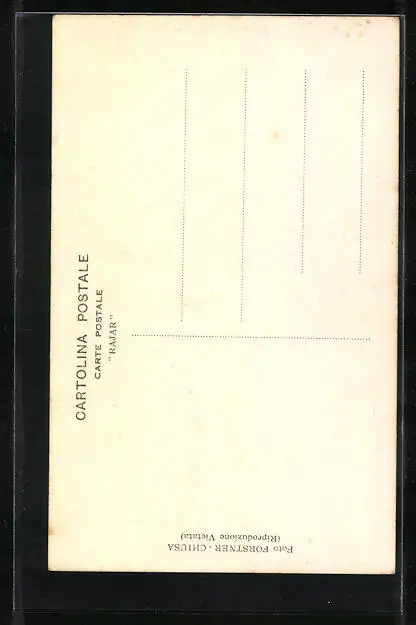 CARTOLINA POSTALE
CARTE POSTALE
"RAJAR"
Foto FORSTNER - CHIUSA
(Riproduzione Vietata)